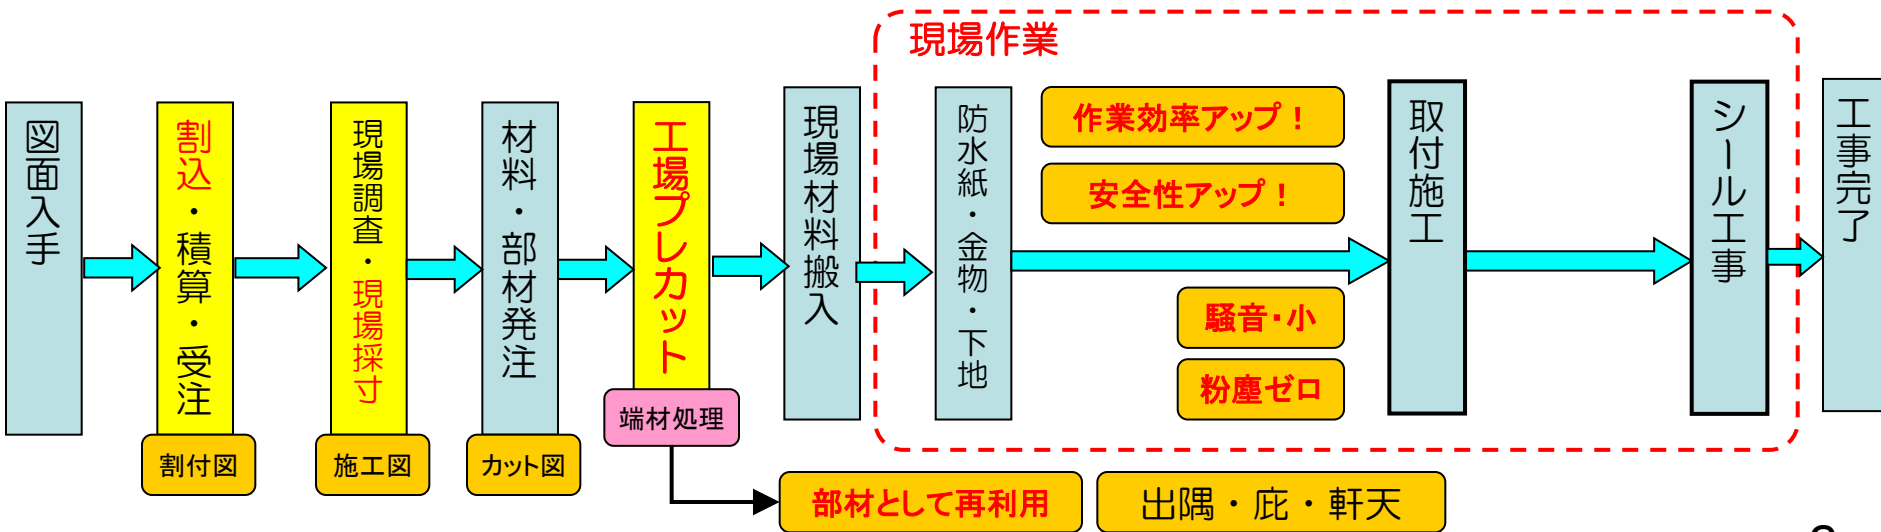 現場作業
図面入手
割込・積算・受注
現場調査・現場採寸
材料・部材発注
工場プレカット
現場材料搬入
防水紙・金物・下地
作業効率アップ！
安全性アップ！
騒音・小
粉塵ゼロ
取付施工
シール工事
工事完了
割付図
施工図
カット図
端材処理
部材として再利用
出隅・庇・軒天